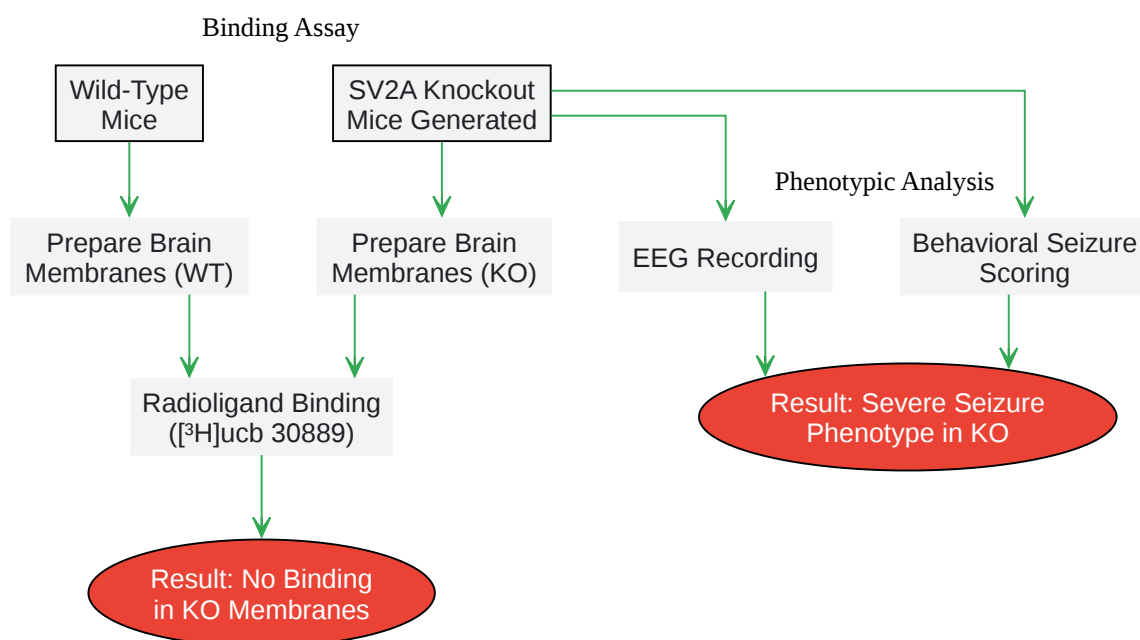 Binding Assay
Wild-Type
Mice
SV2A Knockout
Mice Generated
Phenotypic Analysis
Prepare Brain
Membranes (WT)
Prepare Brain
Membranes (KO)
EEG Recording
Behavioral Seizure
Scoring
Radioligand Binding
([³H]ucb 30889)
Result: Severe Seizure
Phenotype in KO
Result: No Binding
in KO Membranes